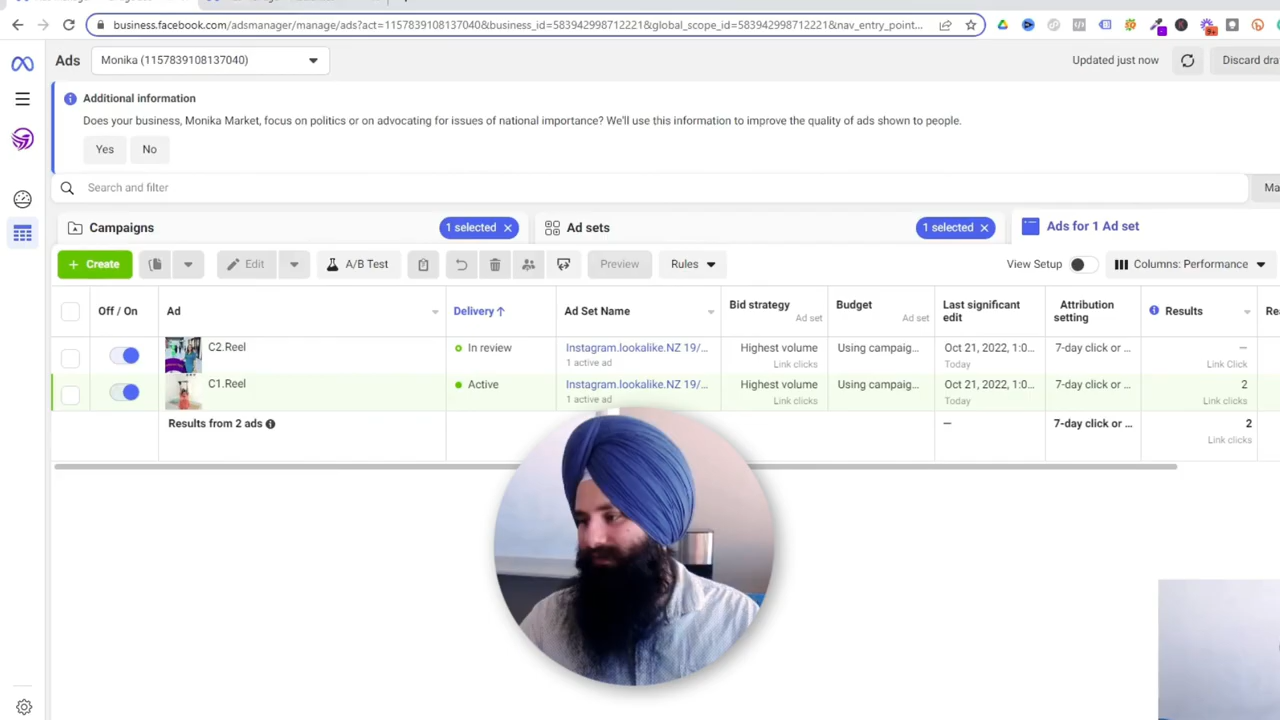 business.facebook.com/adsmanager/manage/ads?act=1157839108137040&business_id=583942998712221&global_scope_id=583942998712221&nav_entry_poin...
Ads
Monika (1157839108137040)
Updated just now
Discard dra
Additional information
Does your business, Monika Market, focus on politics or on advocating for issues of national importance? We'll use this information to improve the quality of ads shown to people.
Yes
No
Search and filter
Ma
Campaigns
1 selected
Ad sets
1 selected
Ads for 1 Ad set
+ Create
Edit
A/B Test
Preview
Rules
View Setup
Columns: Performance
Off / On
Ad
Delivery ↑
Ad Set Name
Bid strategy
Ad set
Budget
Ad set
Last significant
edit
Attribution
setting
Results
Rea
C2.Reel
In review
Instagram.lookalike.NZ 19/...
1 active ad
Highest volume
Link clicks
Using campaig...
Oct 21, 2022, 1:0...
Today
7-day click or ...
—
Link Click
C1.Reel
Active
Instagram.lookalike.NZ 19/...
1 active ad
Highest volume
Link clicks
Using campaig...
Oct 21, 2022, 1:0...
Today
7-day click or ...
2
Link clicks
Results from 2 ads
—
7-day click or ...
2
Link clicks
9+